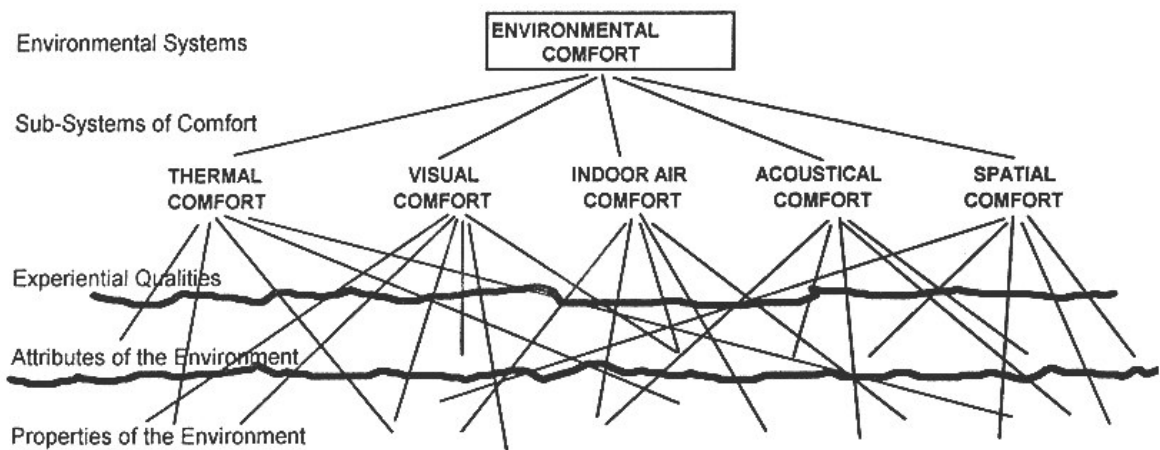 Environmental Systems
ENVIRONMENTAL
COMFORT
Sub-Systems of Comfort
THERMAL
COMFORT
VISUAL
COMFORT
INDOOR AIR
COMFORT
ACOUSTICAL
COMFORT
SPATIAL
COMFORT
Experiential Qualities
Attributes of the Environment
Properties of the Environment